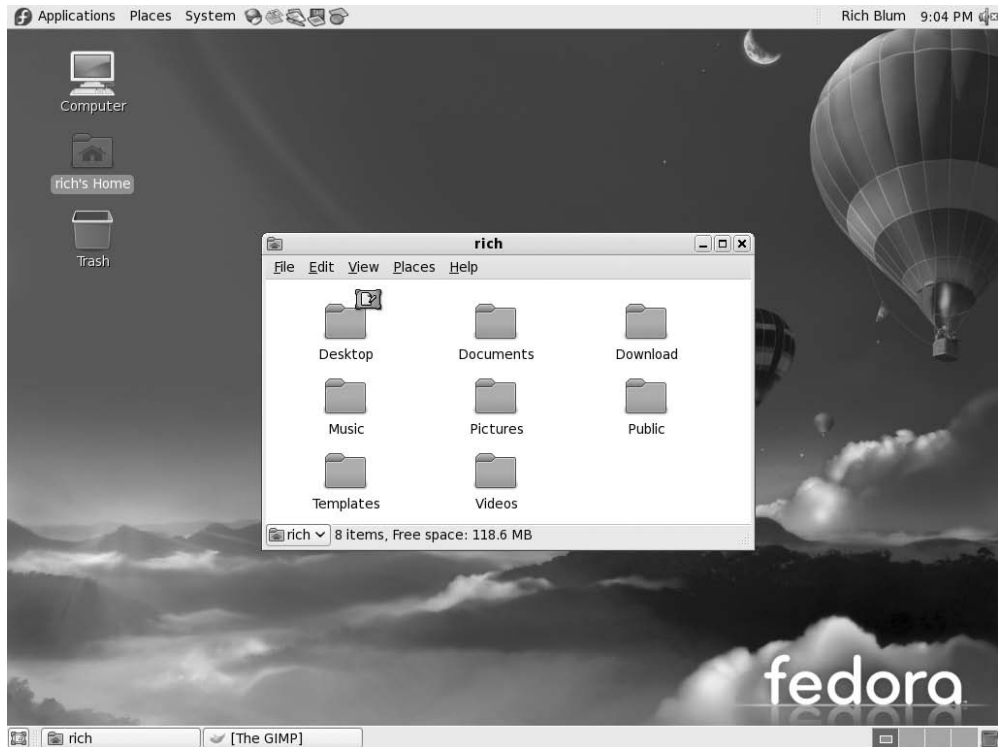 Applications Places System Rich Blum 9:04 PM
Computer
rich's Home
Trash
rich
File Edit View Places Help
Desktop Documents Download
Music Pictures Public
Templates Videos
rich 8 items, Free space: 118.6 MB
fedora
rich [The GIMP]